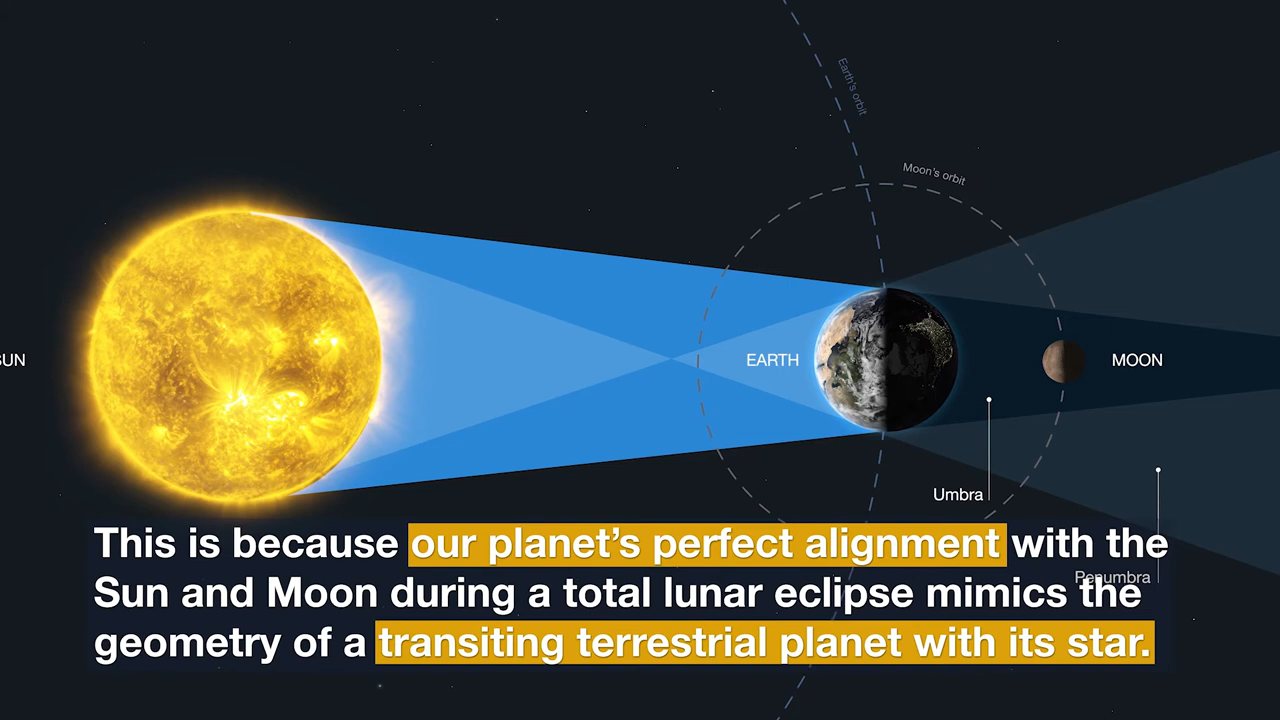 Earth's orbit
Moon's orbit
SUN
EARTH
MOON
Umbra
Penumbra
This is because our planet’s perfect alignment with the
Sun and Moon during a total lunar eclipse mimics the
geometry of a transiting terrestrial planet with its star.